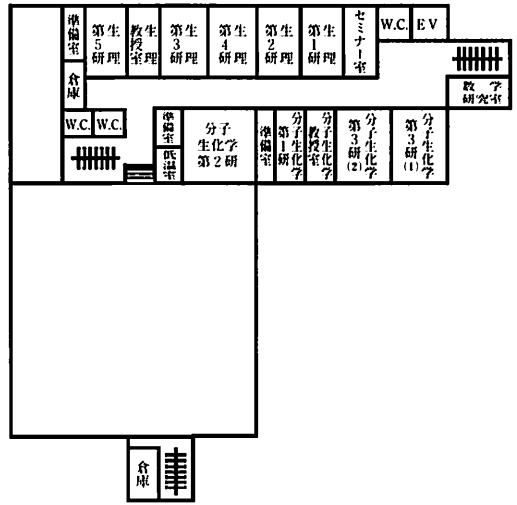 準備室
生理
第5研
生理
教授室
生理
第3研
生理
第4研
生理
第2研
生理
第1研
セミナー室
W.C.
EV
倉庫
数学
研究室
W.C.
W.C.
準備室
低温室
分子
生化学
第2研
準備室
分子生化学
第1研
分子生化学
教授室
分子生化学
第3研
(2)
分子生化学
第3研
(1)
倉庫